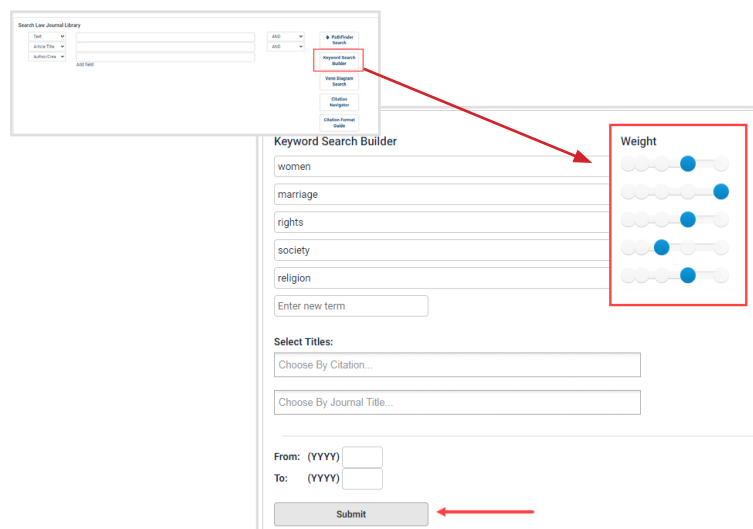 Search Law Journal Library
Text AND PathFinder Search
Article Title AND
Author/Crea Keyword Search Builder
Add field
Venn Diagram Search
Citation Navigator
Citation Format Guide
Keyword Search Builder Weight
women
marriage
rights
society
religion
Enter new term
Select Titles:
Choose By Citation...
Choose By Journal Title...
From: (YYYY)
To: (YYYY)
Submit